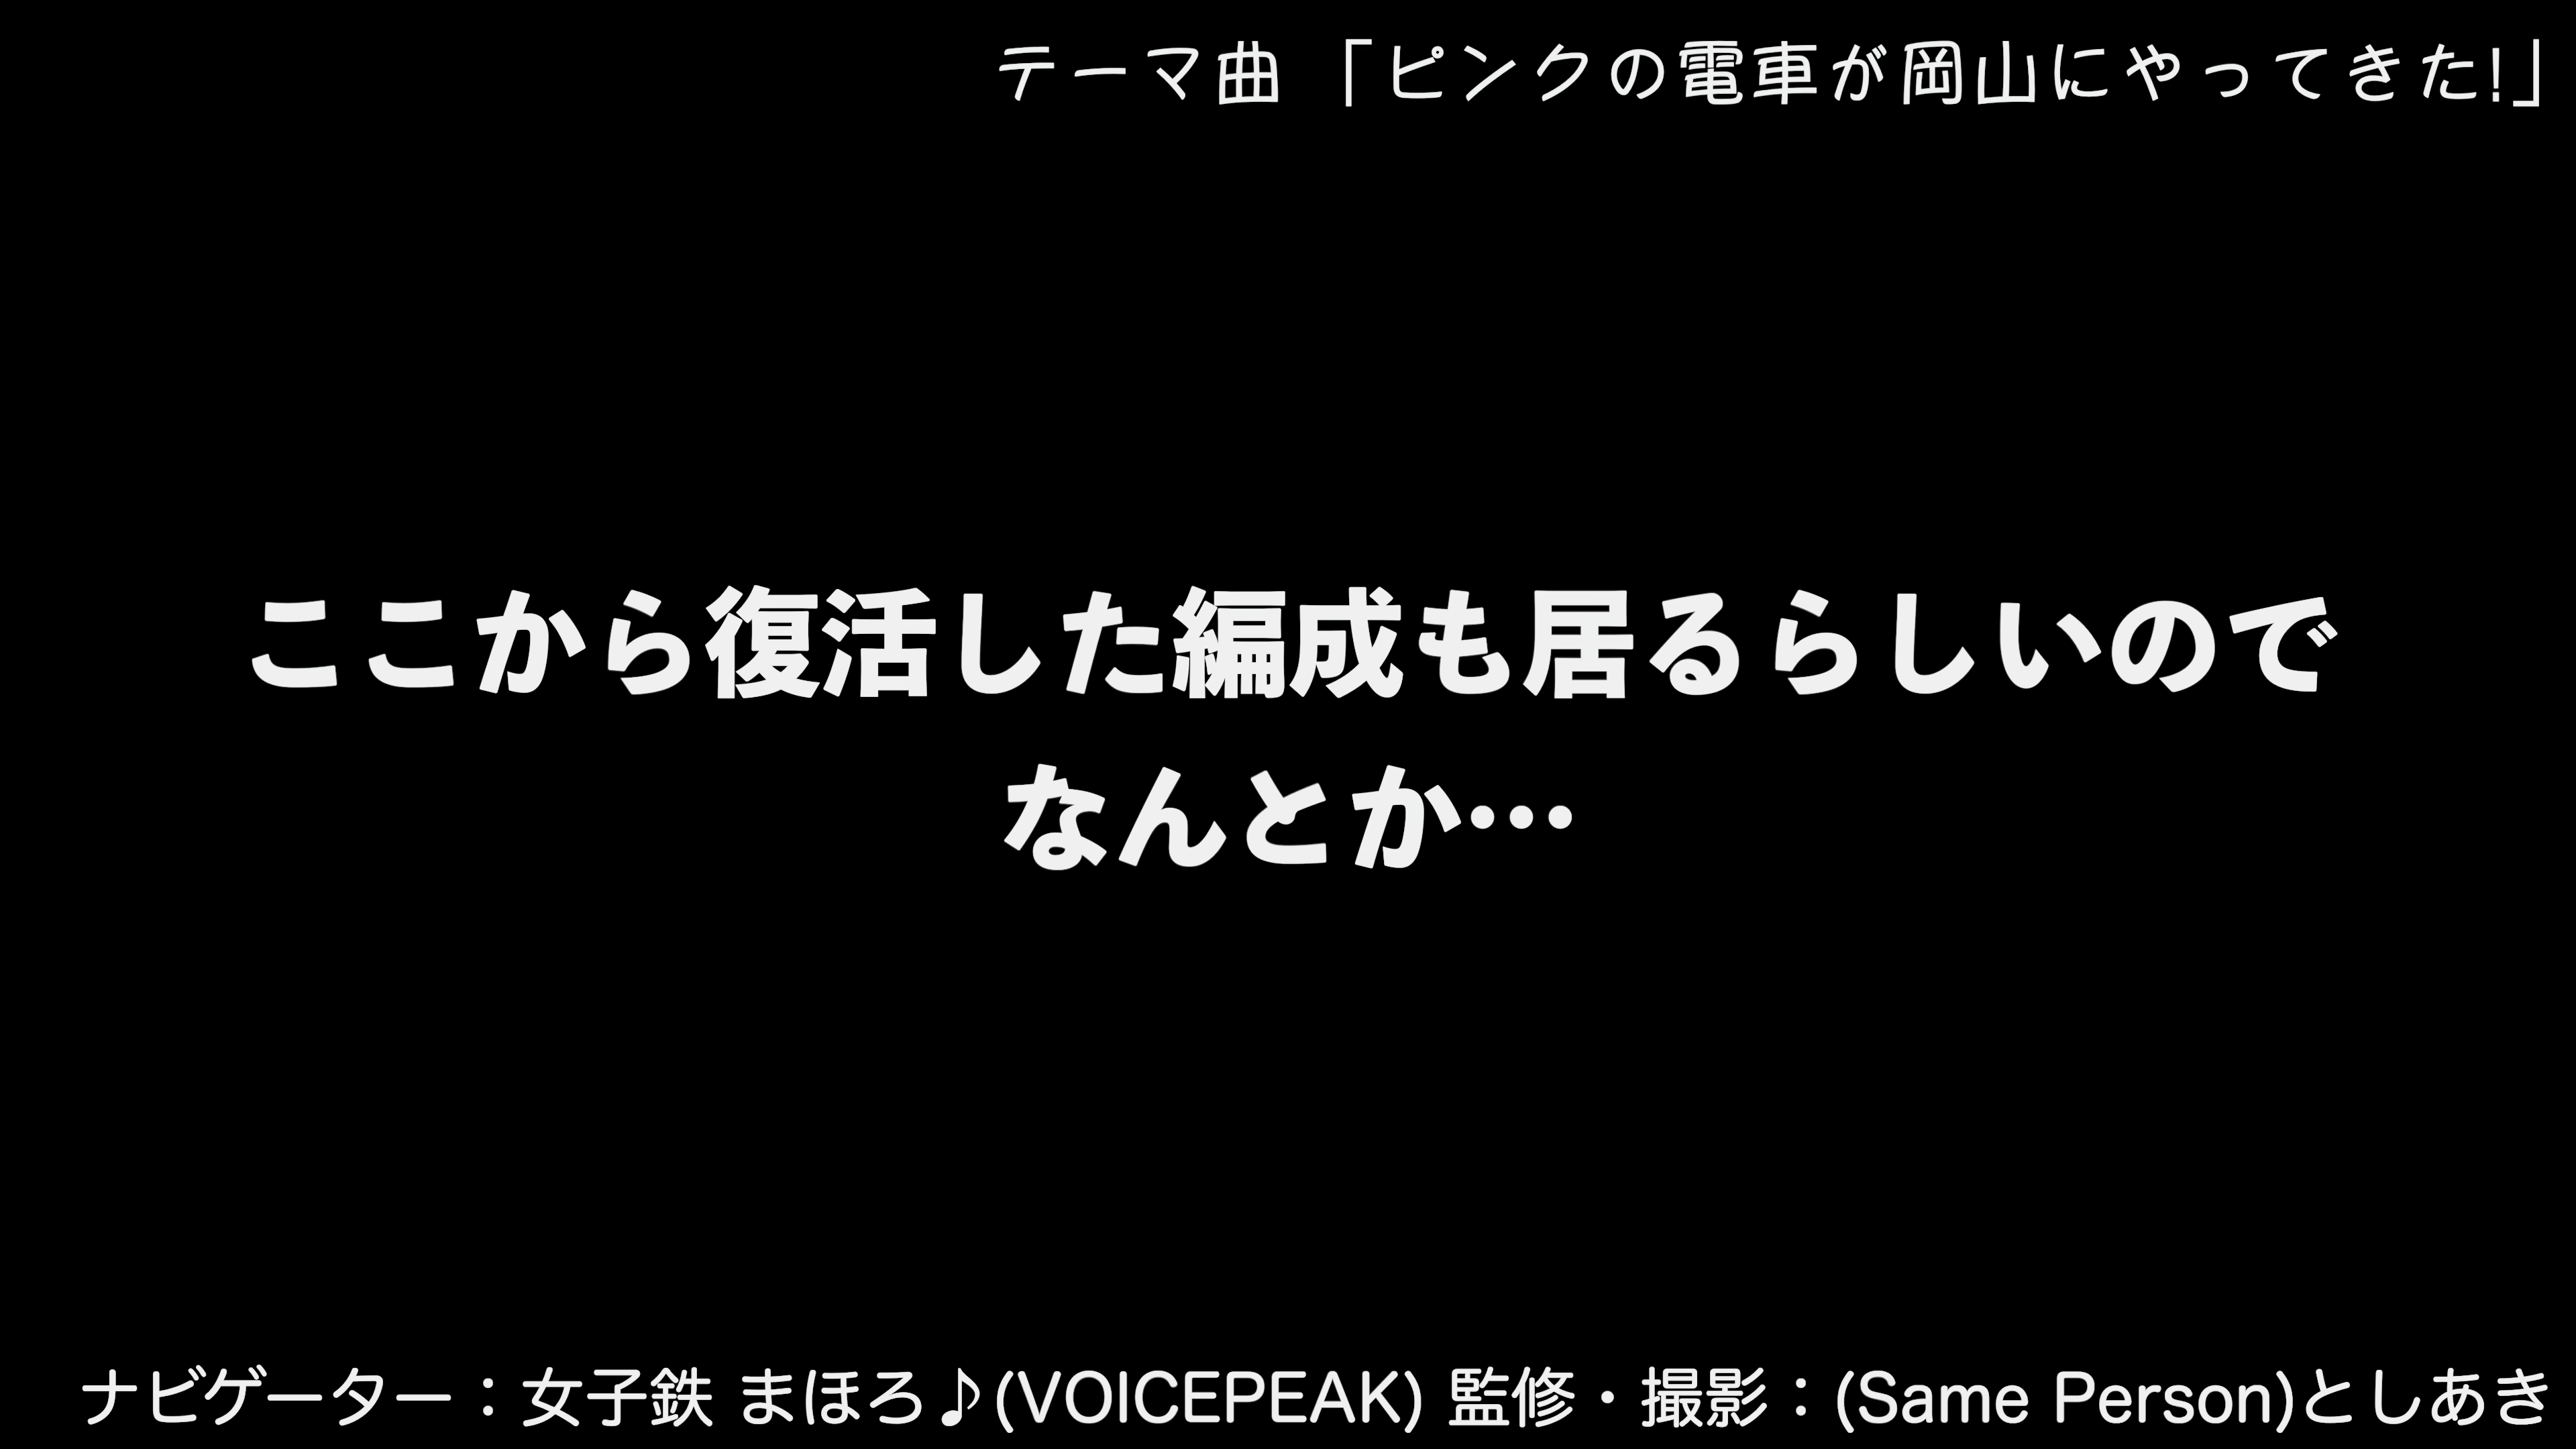 テーマ曲「ピンクの電車が岡山にやってきた!」
ここから復活した編成も居るらしいので
なんとか…
ナビゲーター：女子鉄 まほろ♪(VOICEPEAK) 監修・撮影：(Same Person)としあき